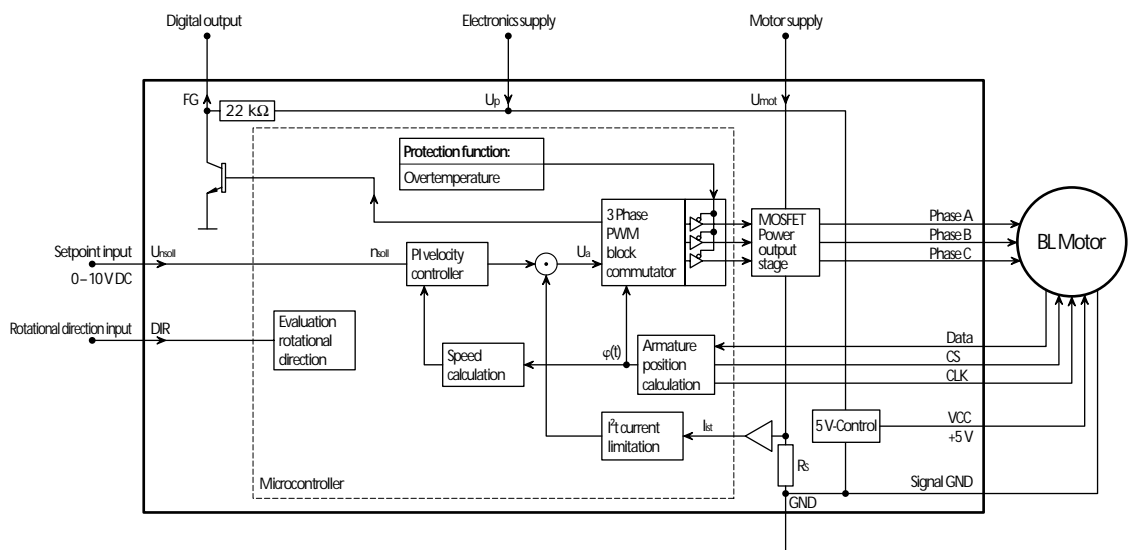 Digital output
Electronics supply
Motor supply
FG
22 kΩ
Up
Umot
Protection function:
Overtemperature
3 Phase
PWM
block
commutator
MOSFET
Power
output
stage
Phase A
Phase B
Phase C
BL Motor
Setpoint input
0–10 V DC
Unsoll
nsoll
PI velocity
controller
Ua
Rotational direction input
DIR
Evaluation
rotational
direction
Speed
calculation
φ(t)
Armature
position
calculation
Data
CS
CLK
I²t current
limitation
Iist
5 V-Control
VCC
+5 V
RS
Microcontroller
Signal GND
GND